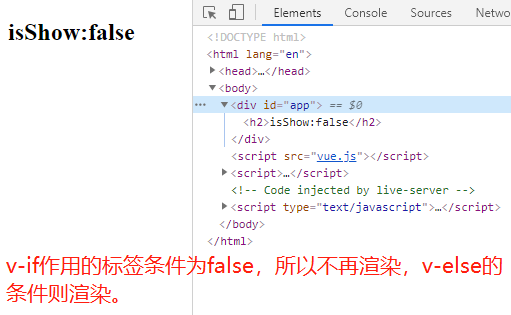 isShow:false
Elements Console Sources Netwo
<!DOCTYPE html>
<html lang="en">
<head>…</head>
<body>
<div id="app"> == $0
<h2>isShow:false</h2>
</div>
<script src="vue.js"></script>
<script>…</script>
<!-- Code injected by live-server -->
<script type="text/javascript">…</script>
</body>
</html>
v-if作用的标签条件为false，所以不再渲染，v-else的
条件则渲染。